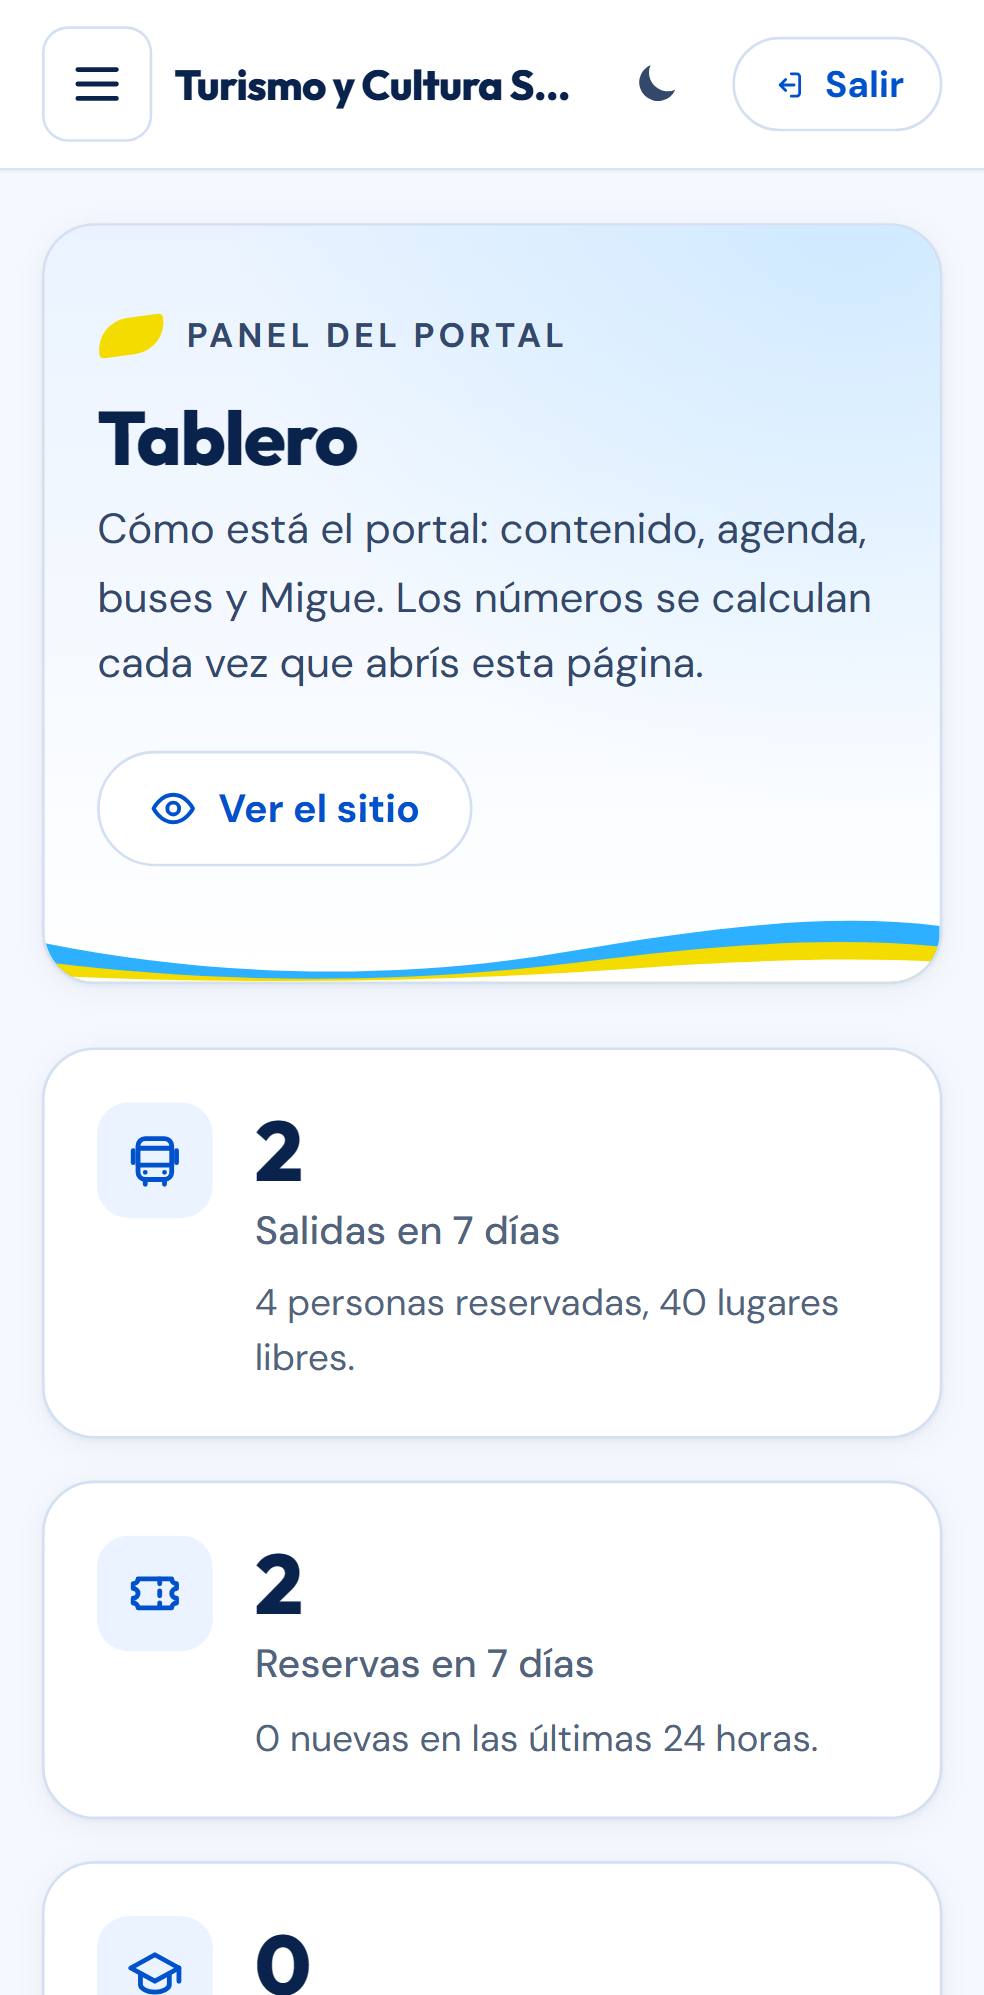 Turismo y Cultura S...
Salir
PANEL DEL PORTAL
Tablero
Cómo está el portal: contenido, agenda,
buses y Migue. Los números se calculan
cada vez que abrís esta página.
Ver el sitio
2
Salidas en 7 días
4 personas reservadas, 40 lugares
libres.
2
Reservas en 7 días
0 nuevas en las últimas 24 horas.
0